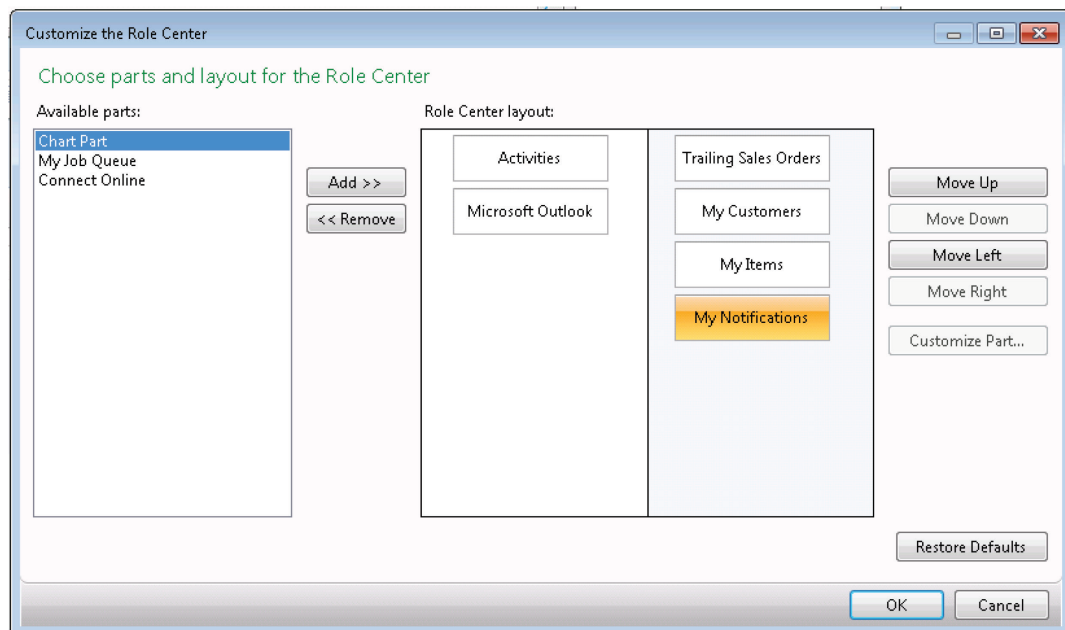 Customize the Role Center
Choose parts and layout for the Role Center
Available parts:
Chart Part
My Job Queue
Connect Online
Add >>
<< Remove
Role Center layout:
Activities
Microsoft Outlook
Trailing Sales Orders
My Customers
My Items
My Notifications
Move Up
Move Down
Move Left
Move Right
Customize Part...
Restore Defaults
OK
Cancel